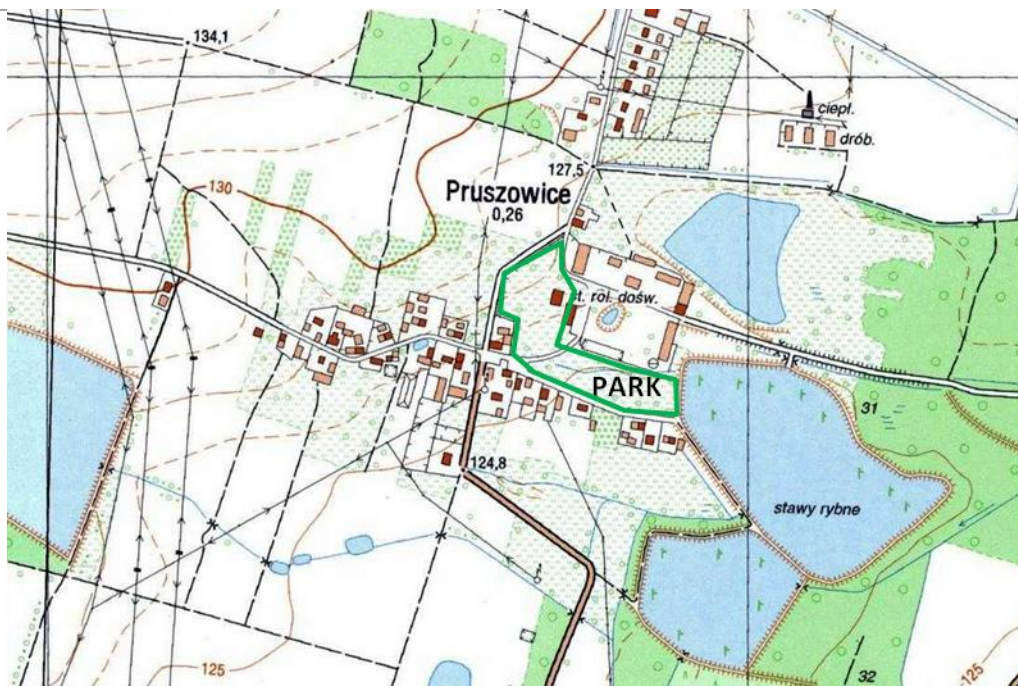 134,1
ciepł.
drób.
127,5
Pruszowice
0,26
130
st. rol. dośw.
PARK
31
124,8
stawy rybne
125
32
125